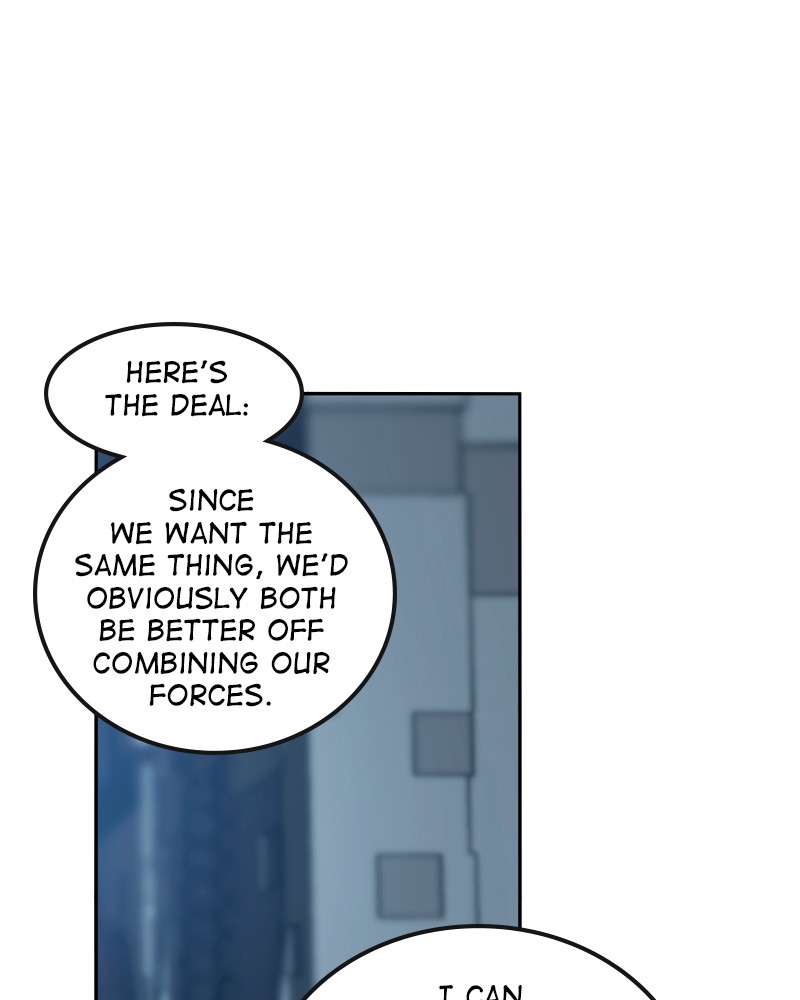 HERE'S
THE DEAL:
SINCE
WE WANT THE
SAME THING, WE'D
OBVIOUSLY BOTH
BE BETTER OFF
COMBINING OUR
FORCES.
I CAN